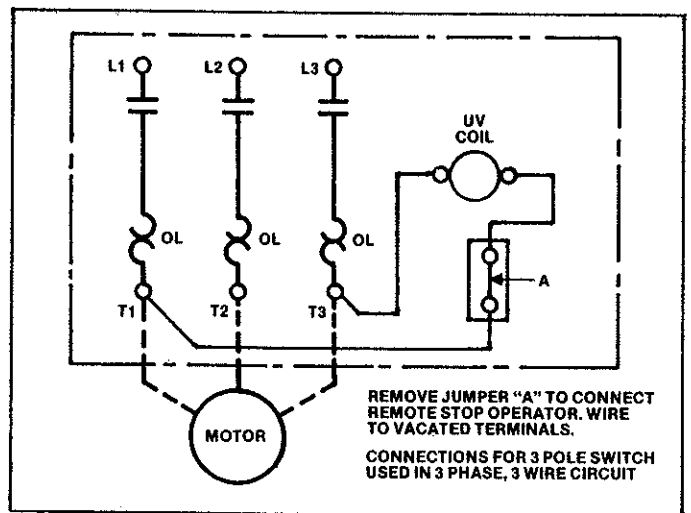 L1 L2 L3
UV
COIL
OL OL OL
A
T1 T2 T3
MOTOR
REMOVE JUMPER "A" TO CONNECT
REMOTE STOP OPERATOR. WIRE
TO VACATED TERMINALS.
CONNECTIONS FOR 3 POLE SWITCH
USED IN 3 PHASE, 3 WIRE CIRCUIT